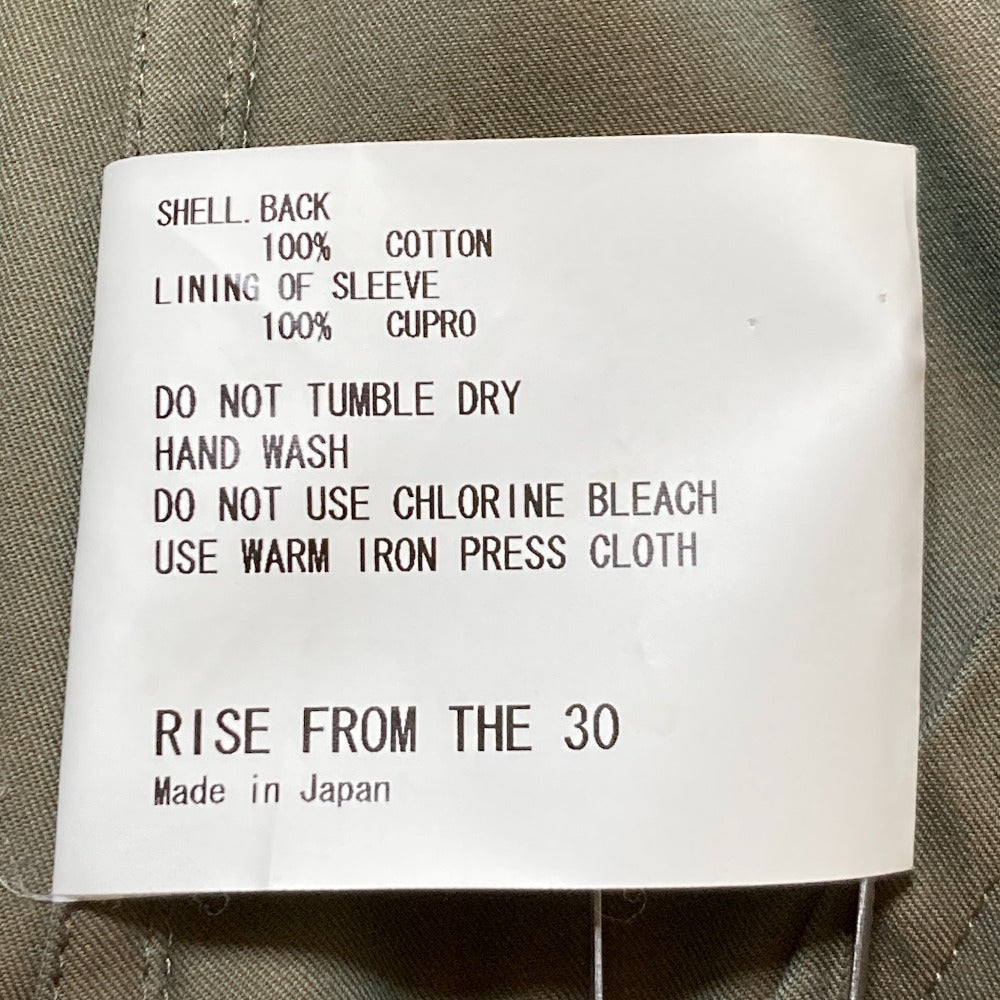 SHELL. BACK
100% COTTON
LINING OF SLEEVE
100% CUPRO
DO NOT TUMBLE DRY
HAND WASH
DO NOT USE CHLORINE BLEACH
USE WARM IRON PRESS CLOTH
RISE FROM THE 30
Made in Japan